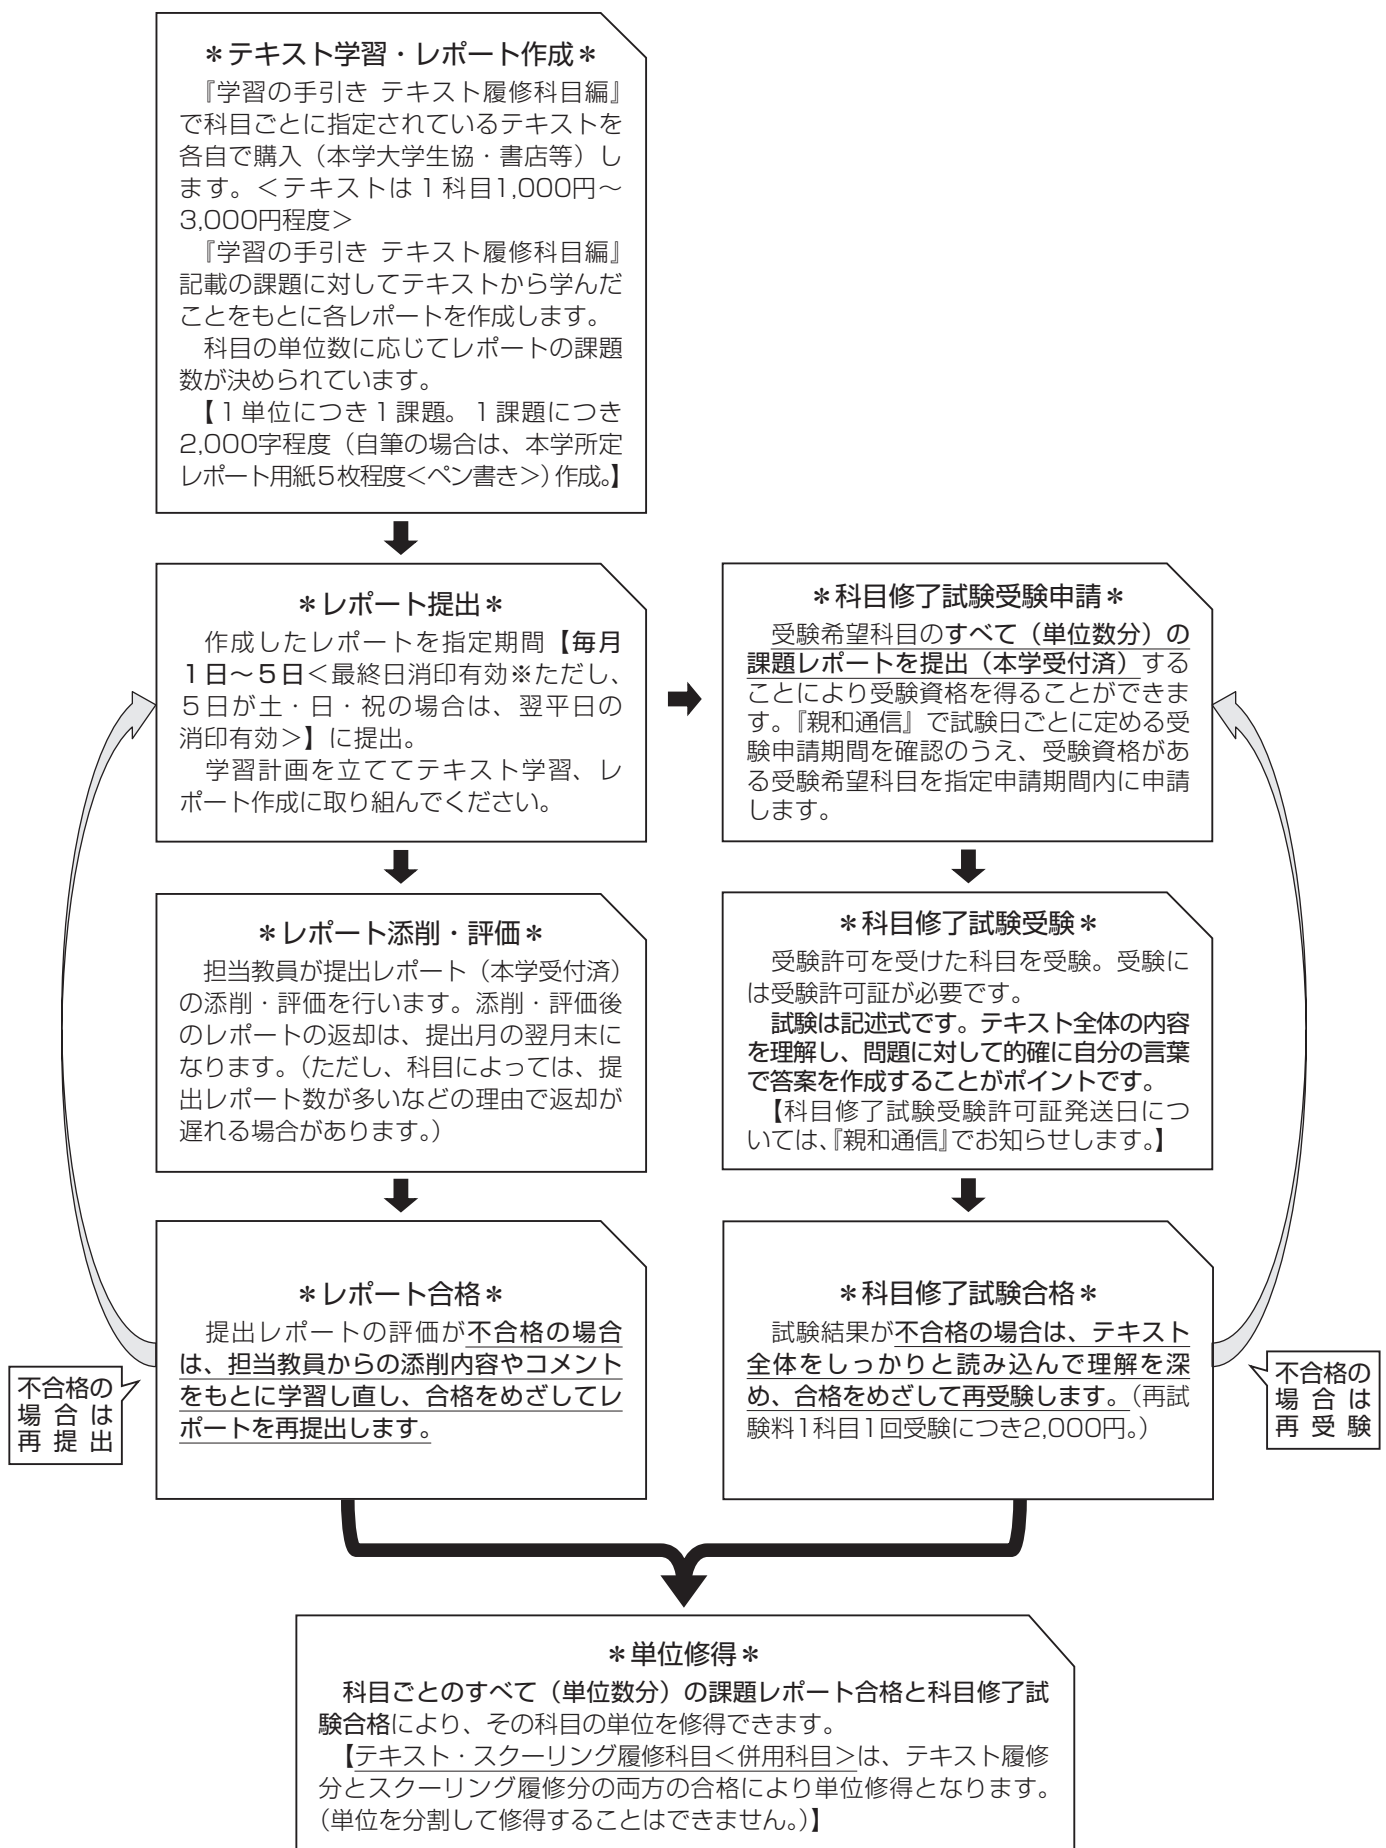 ＊テキスト学習・レポート作成＊
『学習の手引き テキスト履修科目編』
で科目ごとに指定されているテキストを
各自で購入（本学大学生協・書店等）し
ます。＜テキストは１科目1,000円～
3,000円程度＞
『学習の手引き テキスト履修科目編』
記載の課題に対してテキストから学んだ
ことをもとに各レポートを作成します。
科目の単位数に応じてレポートの課題
数が決められています。
【１単位につき１課題。１課題につき
2,000字程度（自筆の場合は、本学所定
レポート用紙５枚程度＜ペン書き＞）作成。】
＊レポート提出＊
作成したレポートを指定期間【毎月
１日～５日＜最終日消印有効※ただし、
５日が土・日・祝の場合は、翌平日の
消印有効＞】に提出。
学習計画を立ててテキスト学習、レ
ポート作成に取り組んでください。
＊レポート添削・評価＊
担当教員が提出レポート（本学受付済）
の添削・評価を行います。添削・評価後
のレポートの返却は、提出月の翌月末に
なります。（ただし、科目によっては、提
出レポート数が多いなどの理由で返却が
遅れる場合があります。）
＊レポート合格＊
提出レポートの評価が不合格の場合
は、担当教員からの添削内容やコメント
をもとに学習し直し、合格をめざしてレ
ポートを再提出します。
不合格の
場合は
再提出
＊科目修了試験受験申請＊
受験希望科目のすべて（単位数分）の
課題レポートを提出（本学受付済）する
ことにより受験資格を得ることができま
す。『親和通信』で試験日ごとに定める受
験申請期間を確認のうえ、受験資格があ
る受験希望科目を指定申請期間内に申請
します。
＊科目修了試験受験＊
受験許可を受けた科目を受験。受験に
は受験許可証が必要です。
試験は記述式です。テキスト全体の内容
を理解し、問題に対して的確に自分の言葉
で答案を作成することがポイントです。
【科目修了試験受験許可証発送日につ
いては、『親和通信』でお知らせします。】
＊科目修了試験合格＊
試験結果が不合格の場合は、テキスト
全体をしっかりと読み込んで理解を深
め、合格をめざして再受験します。（再試
験料1科目1回受験につき2,000円。）
不合格の
場合は
再受験
＊単位修得＊
科目ごとのすべて（単位数分）の課題レポート合格と科目修了試
験合格により、その科目の単位を修得できます。
【テキスト・スクーリング履修科目＜併用科目＞は、テキスト履修
分とスクーリング履修分の両方の合格により単位修得となります。
（単位を分割して修得することはできません。）】